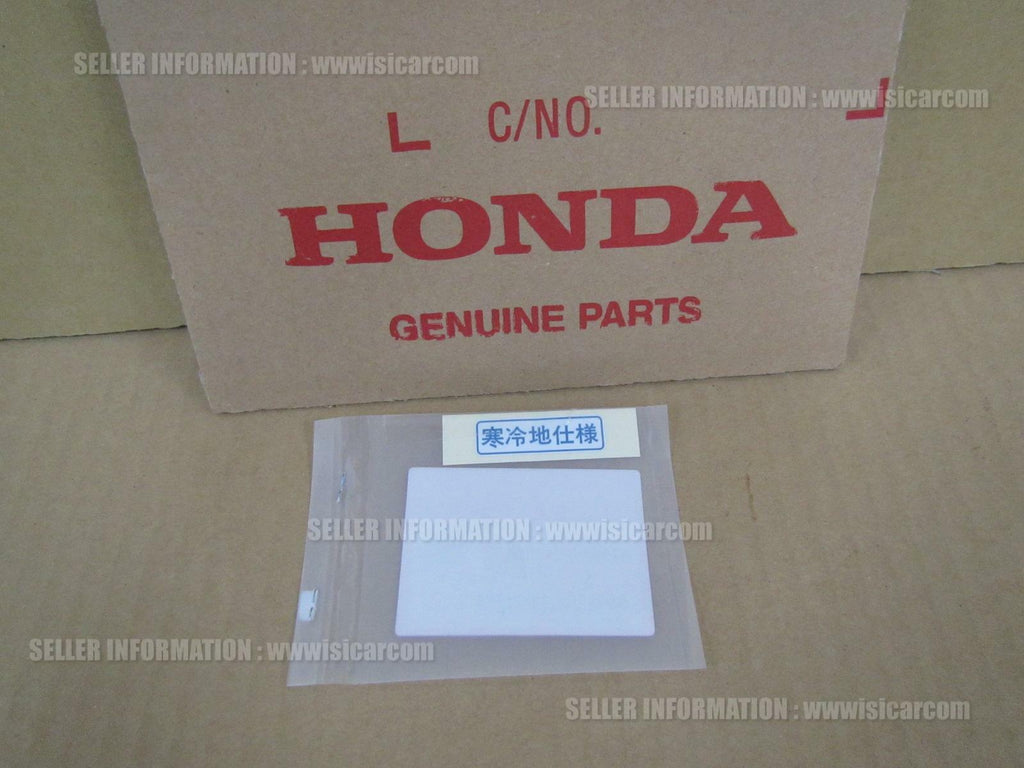 SELLER INFORMATION : wwwisicarcom
SELLER INFORMATION : wwwisicarcom
C/NO.
HONDA
GENUINE PARTS
寒冷地仕様
SELLER INFORMATION : wwwisicarcom
SELLER INFORMATION : wwwisicarcom
SELLER INFORMATION : wwwisicarcom